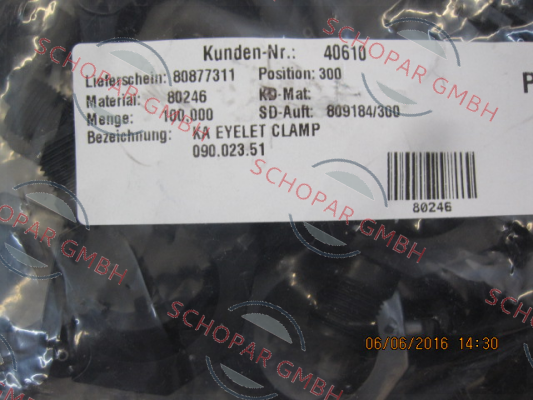 Kunden-Nr.: 40610
Lieferschein: 80877311 Position: 300
Material: 80246 KD-Mat:
Menge: 100,000 SD-Auft: 809184/300
Bezeichnung: KA EYELET CLAMP
090.023.51
P
80246
SCHOPAR GMBH
SCHOPAR GMBH
SCHOPAR GMBH
SCHOPAR GMBH
SCHOPAR GMBH
SCHOPAR GMBH
06/06/2016 14:30